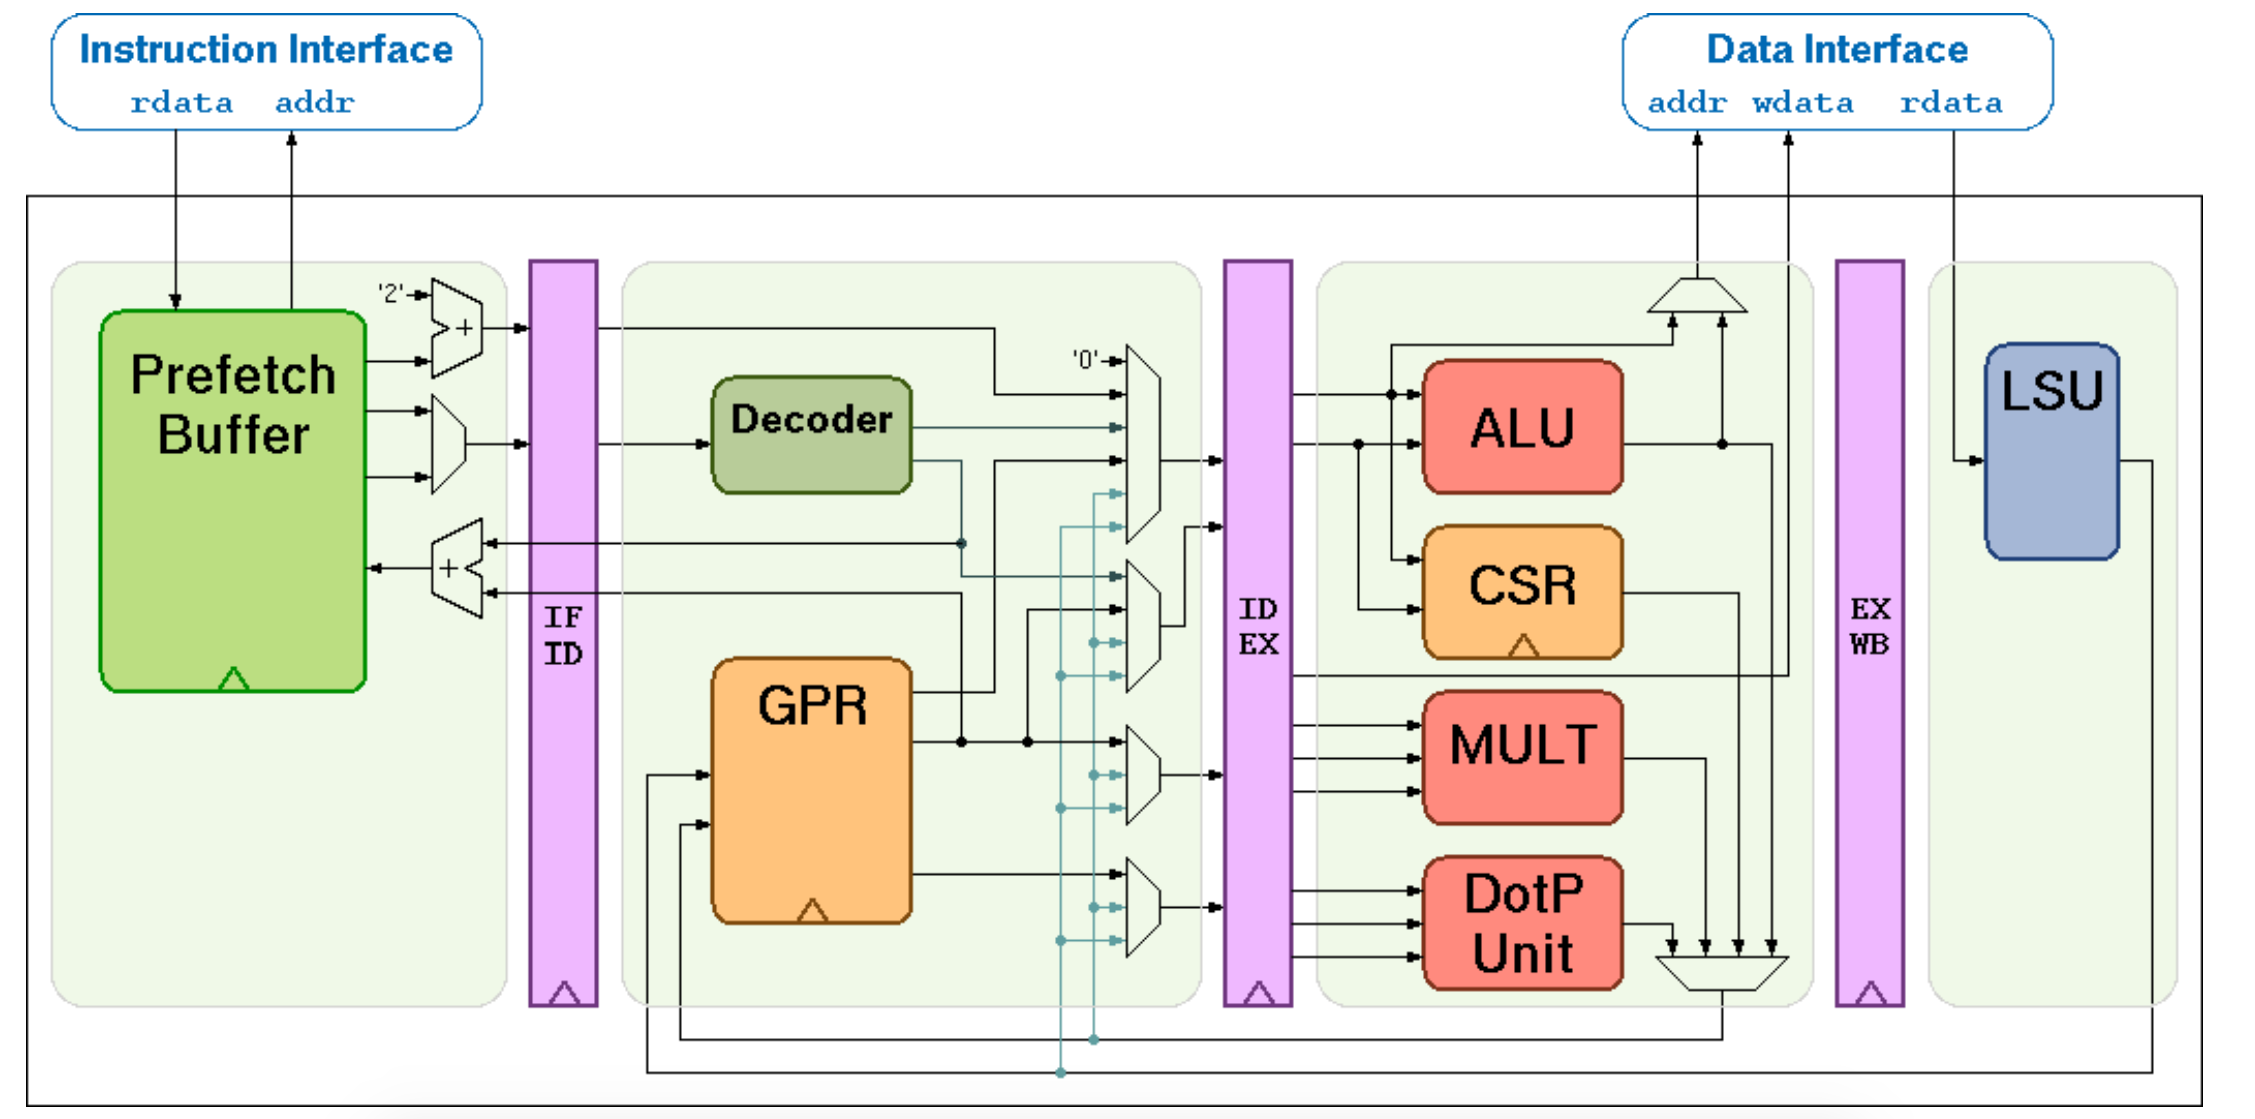 Instruction Interface
rdata addr
Data Interface
addr wdata rdata
'2'
+
Prefetch
Buffer
+
IF
ID
Decoder
GPR
'0'
ID
EX
ALU
CSR
MULT
DotP
Unit
EX
WB
LSU